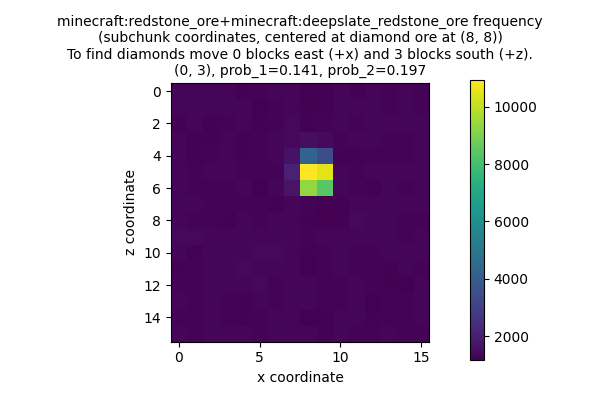 minecraft:redstone_ore+minecraft:deepslate_redstone_ore frequency
(subchunk coordinates, centered at diamond ore at (8, 8))
To find diamonds move 0 blocks east (+x) and 3 blocks south (+z).
(0, 3), prob_1=0.141, prob_2=0.197
0
2
4
6
8
10
12
14
z coordinate
0
5
10
15
x coordinate
10000
8000
6000
4000
2000